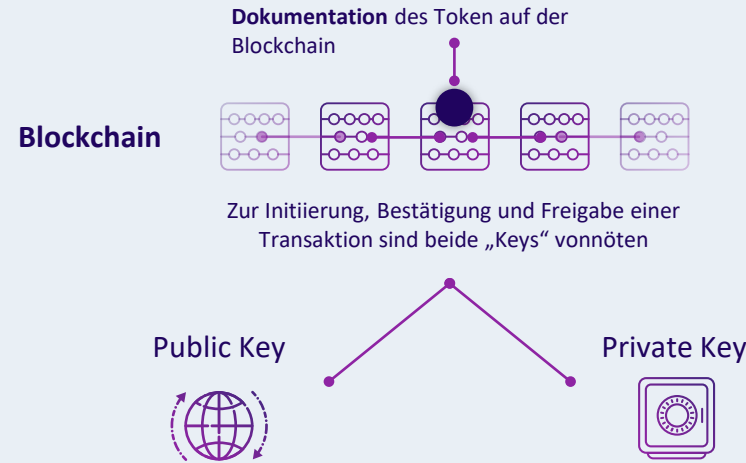 Dokumentation des Token auf der
Blockchain
Blockchain
Zur Initiierung, Bestätigung und Freigabe einer
Transaktion sind beide „Keys“ vonnöten
Public Key
Private Key